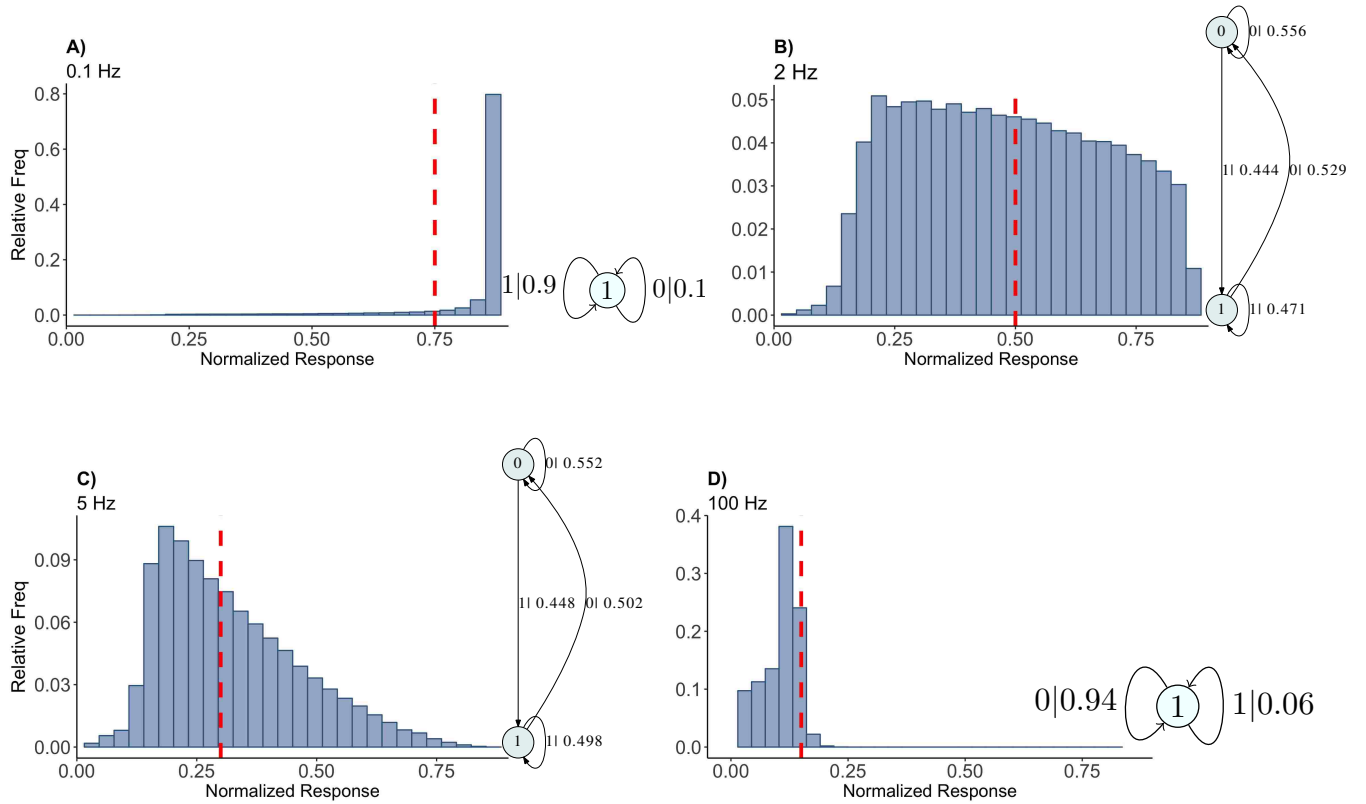 A)
0.1 Hz
0.8
0.6
0.4
0.2
0.0
Relative Freq
0.00 0.25 0.50 0.75
Normalized Response
1|0.9 1 0|0.1
B)
2 Hz
0.05
0.04
0.03
0.02
0.01
0.00
0.00 0.25 0.50 0.75
Normalized Response
0 0| 0.556
1| 0.444 0| 0.529
1 1| 0.471
C)
5 Hz
0.09
0.06
0.03
0.00
Relative Freq
0.00 0.25 0.50 0.75
Normalized Response
0 0| 0.552
1| 0.448 0| 0.502
1 1| 0.498
D)
100 Hz
0.4
0.3
0.2
0.1
0.0
0.00 0.25 0.50 0.75
Normalized Response
0|0.94 1 1|0.06